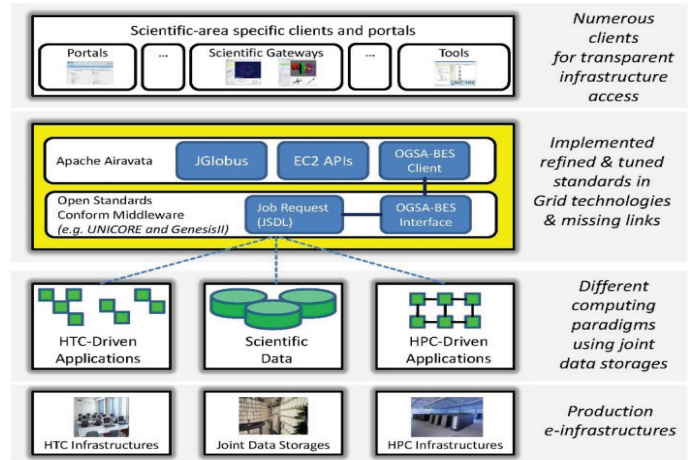 Scientific-area specific clients and portals
Portals
...
Scientific Gateways
...
Tools
UNICORE
Numerous
clients
for transparent
infrastructure
access
Apache Airavata
JGlobus
EC2 APIs
OGSA-BES
Client
Open Standards
Conform Middleware
(e.g. UNICORE and GenesisII)
Job Request
(JSDL)
OGSA-BES
Interface
Implemented
refined & tuned
standards in
Grid technologies
& missing links
HTC-Driven
Applications
Scientific
Data
HPC-Driven
Applications
Different
computing
paradigms
using joint
data storages
HTC Infrastructures
Joint Data Storages
HPC Infrastructures
Production
e-infrastructures